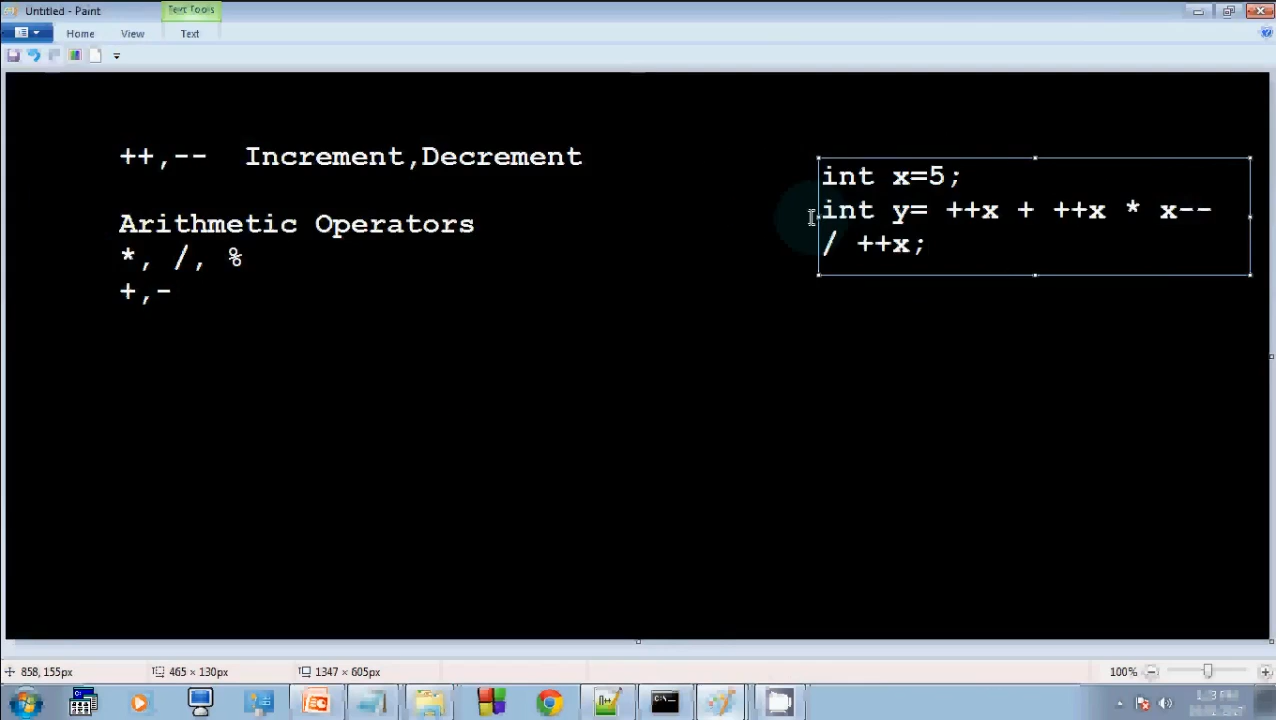 Untitled - Paint
Text Tools
Home
View
Text
++,-- Increment,Decrement
Arithmetic Operators
*, /, %
+,-
int x=5;
int y= ++x + ++x * x--
/ ++x;
858, 155px
465 × 130px
1347 × 605px
100%